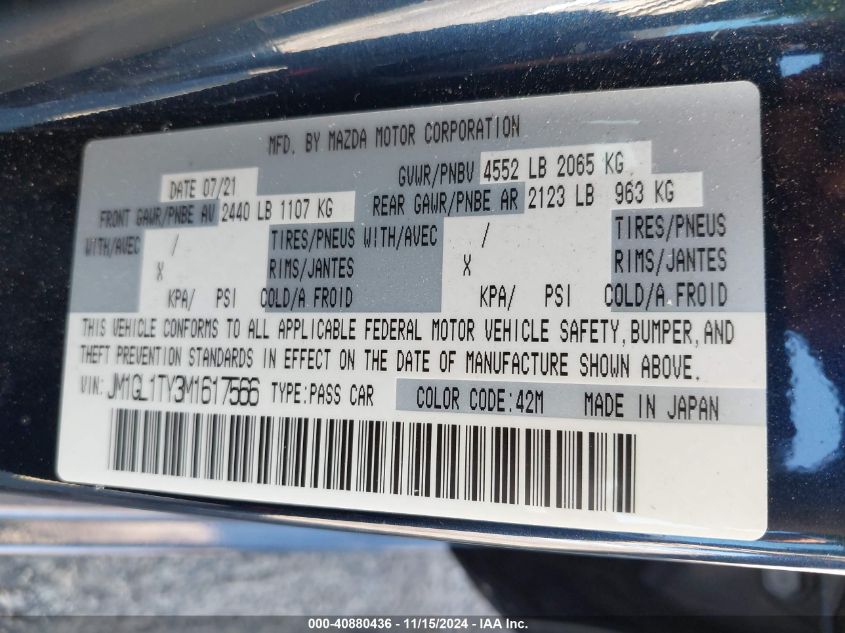 MFD. BY MAZDA MOTOR CORPORATION
DATE 07/21 GVWR/PNBV 4552 LB 2065 KG
FRONT GAWR/PNBE AV 2440 LB 1107 KG REAR GAWR/PNBE AR 2123 LB 963 KG
WITH/AVEC / TIRES/PNEUS WITH/AVEC / TIRES/PNEUS
X RIMS/JANTES X RIMS/JANTES
KPA/ PSI COLD/A FROID KPA/ PSI COLD/A FROID
THIS VEHICLE CONFORMS TO ALL APPLICABLE FEDERAL MOTOR VEHICLE SAFETY, BUMPER, AND
THEFT PREVENTION STANDARDS IN EFFECT ON THE DATE OF MANUFACTURE SHOWN ABOVE.
VIN: JM1GL1TY3M1617566 TYPE:PASS CAR COLOR CODE:42M MADE IN JAPAN
000-40880436 - 11/15/2024 - IAA Inc.